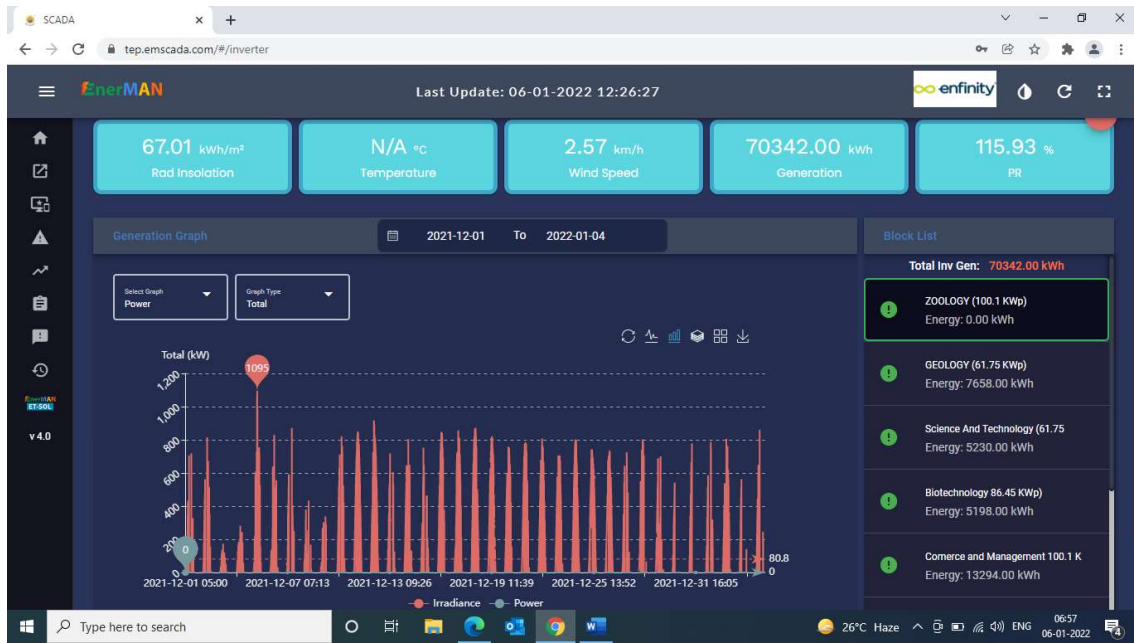 SCADA
tep.emscada.com/#/inverter
EnerMAN
Last Update: 06-01-2022 12:26:27
enfinity
67.01 kWh/m²
Rad Insolation
N/A °C
Temperature
2.57 km/h
Wind Speed
70342.00 kWh
Generation
115.93 %
PR
Generation Graph
2021-12-01 To 2022-01-04
Select Graph
Power
Graph Type
Total
Total (kW)
1,200
1,000
800
600
400
200
0
1095
0
80.8
0
2021-12-01 05:00
2021-12-07 07:13
2021-12-13 09:26
2021-12-19 11:39
2021-12-25 13:52
2021-12-31 16:05
Irradiance
Power
Block List
Total Inv Gen: 70342.00 kWh
ZOOLOGY (100.1 KWp)
Energy: 0.00 kWh
GEOLOGY (61.75 KWp)
Energy: 7658.00 kWh
Science And Technology (61.75
Energy: 5230.00 kWh
Biotechnology 86.45 KWp)
Energy: 5198.00 kWh
Comerce and Management 100.1 K
Energy: 13294.00 kWh
EnerMAN
ET-SOL
v 4.0
Type here to search
26°C Haze
ENG
06:57
06-01-2022
4